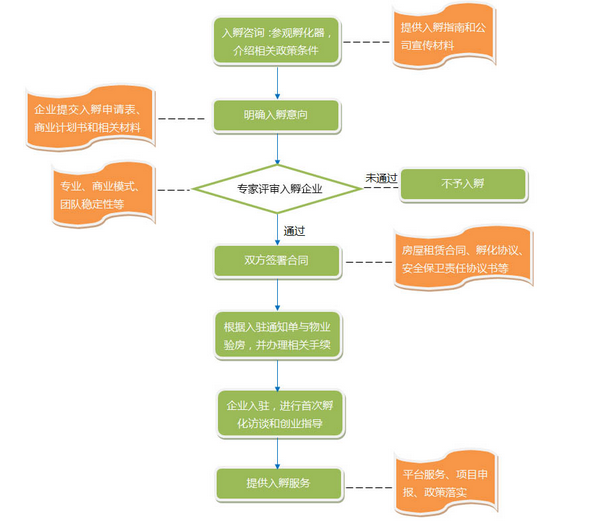 入孵咨询：参观孵化器，
介绍相关政策条件
提供入孵指南和公
司宣传材料
企业提交入孵申请表、
商业计划书和相关材料
明确入孵意向
专业、商业模式、
团队稳定性等
专家评审入孵企业
未通过
不予入孵
通过
双方签署合同
房屋租赁合同、孵化协议、
安全保卫责任协议书等
根据入驻通知单与物业
验房，并办理相关手续
企业入驻，进行首次孵
化访谈和创业指导
提供入孵服务
平台服务、项目申
报、政策落实